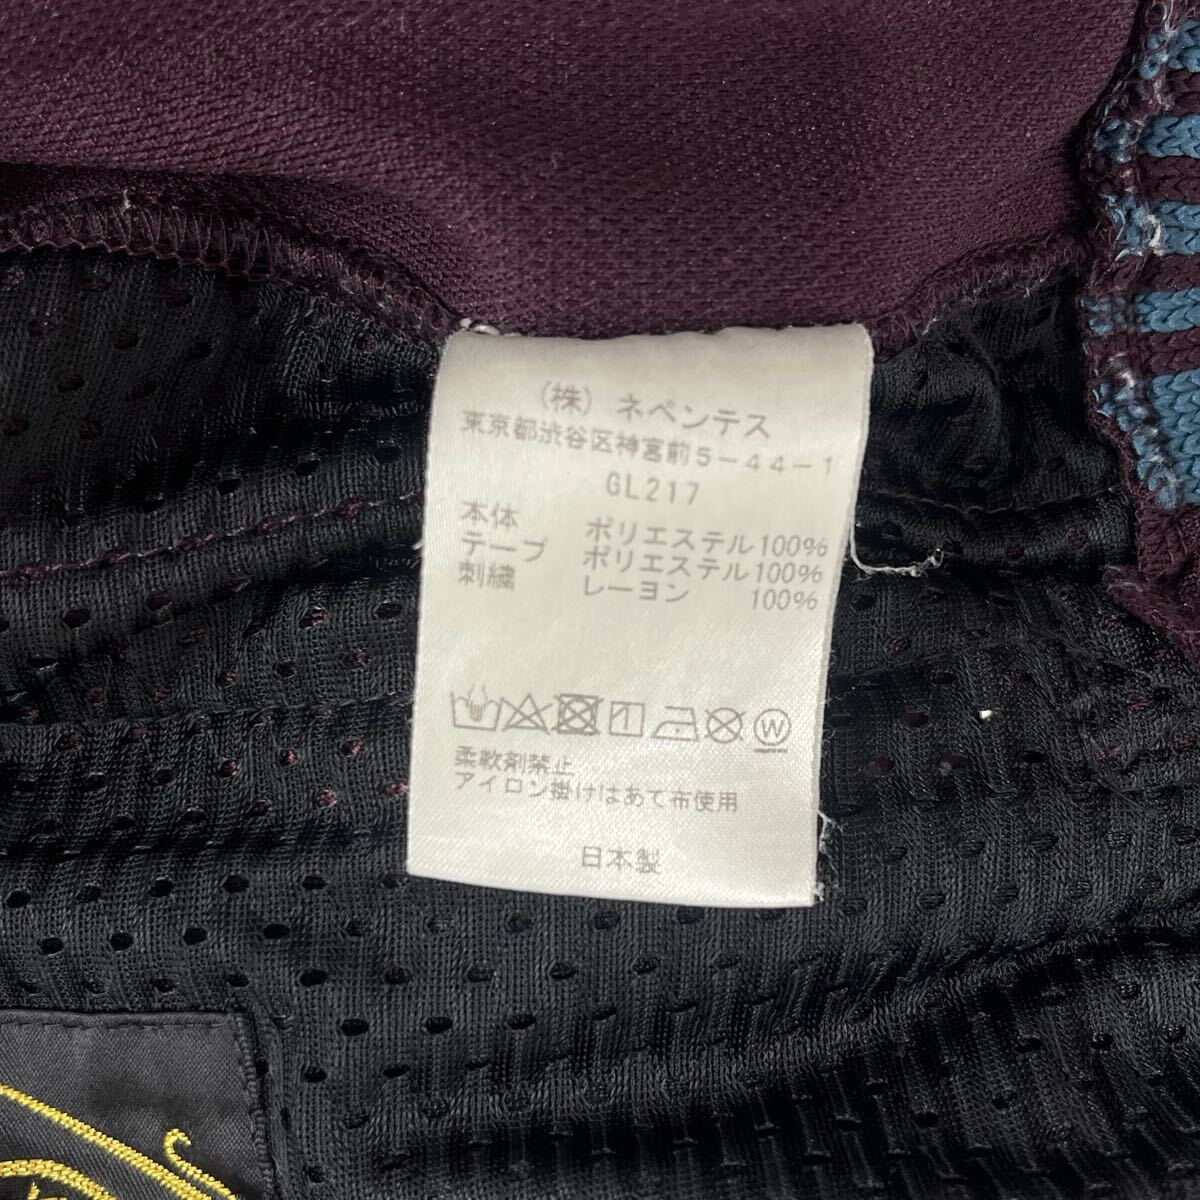 (株) ネペンテス
東京都渋谷区神宮前5-44-1
GL217
本体 ポリエステル100%
テープ ポリエステル100%
刺繍 レーヨン 100%
W
柔軟剤禁止
アイロン掛けはあて布使用
日本製